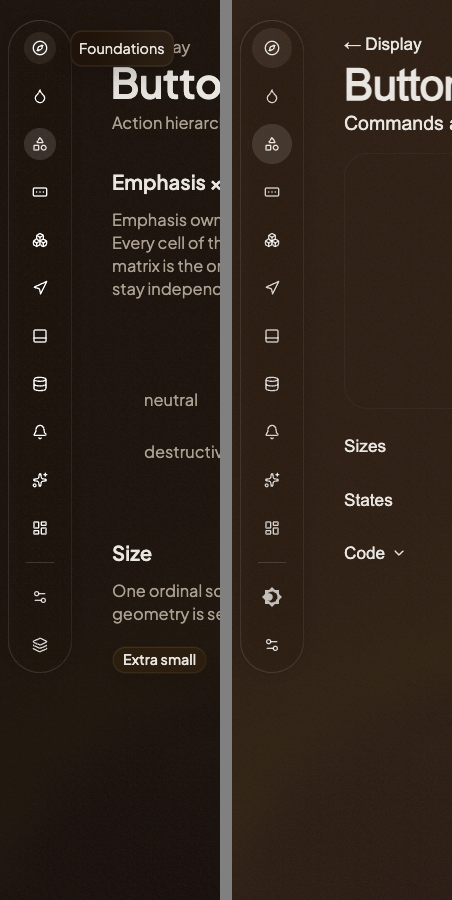 Foundations
Butto
Action hierarc
Emphasis ×
Emphasis own
Every cell of th
matrix is the or
stay independ
neutral
destructiv
Size
One ordinal sc
geometry is se
Extra small
← Display
Button
Commands a
Sizes
States
Code